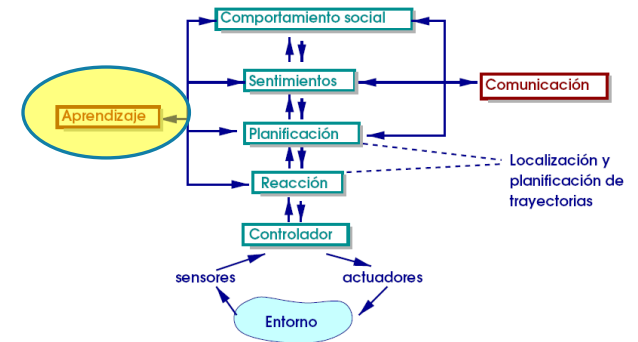 Comportamiento social
Sentimientos
Comunicación
Aprendizaje
Planificación
Localización y
planificación de
trayectorias
Reacción
Controlador
sensores
actuadores
Entorno